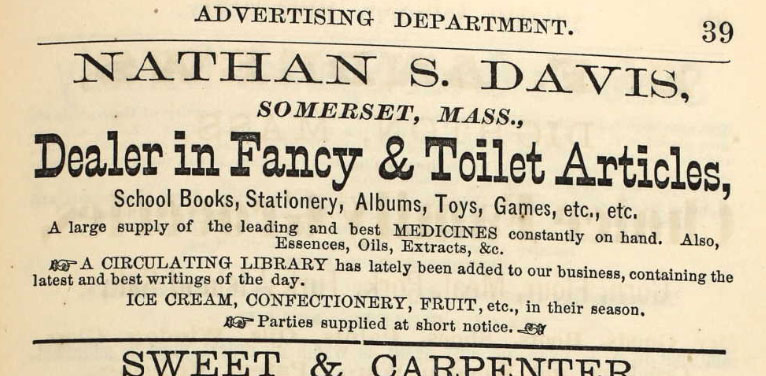 ADVERTISING DEPARTMENT. 39
NATHAN S. DAVIS,
SOMERSET, MASS.,
Dealer in Fancy & Toilet Articles,
School Books, Stationery, Albums, Toys, Games, etc., etc.
A large supply of the leading and best MEDICINES constantly on hand. Also,
Essences, Oils, Extracts, &c.
☞ A CIRCULATING LIBRARY has lately been added to our business, containing the
latest and best writings of the day.
ICE CREAM, CONFECTIONERY, FRUIT, etc., in their season.
☞ Parties supplied at short notice. ☜
SWEET & CARPENTER